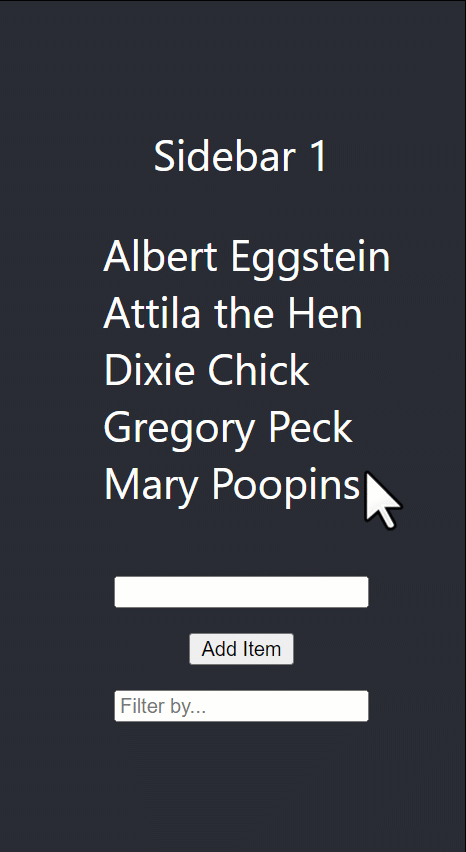 Sidebar 1
Albert Eggstein
Attila the Hen
Dixie Chick
Gregory Peck
Mary Poopins
Add Item
Filter by...